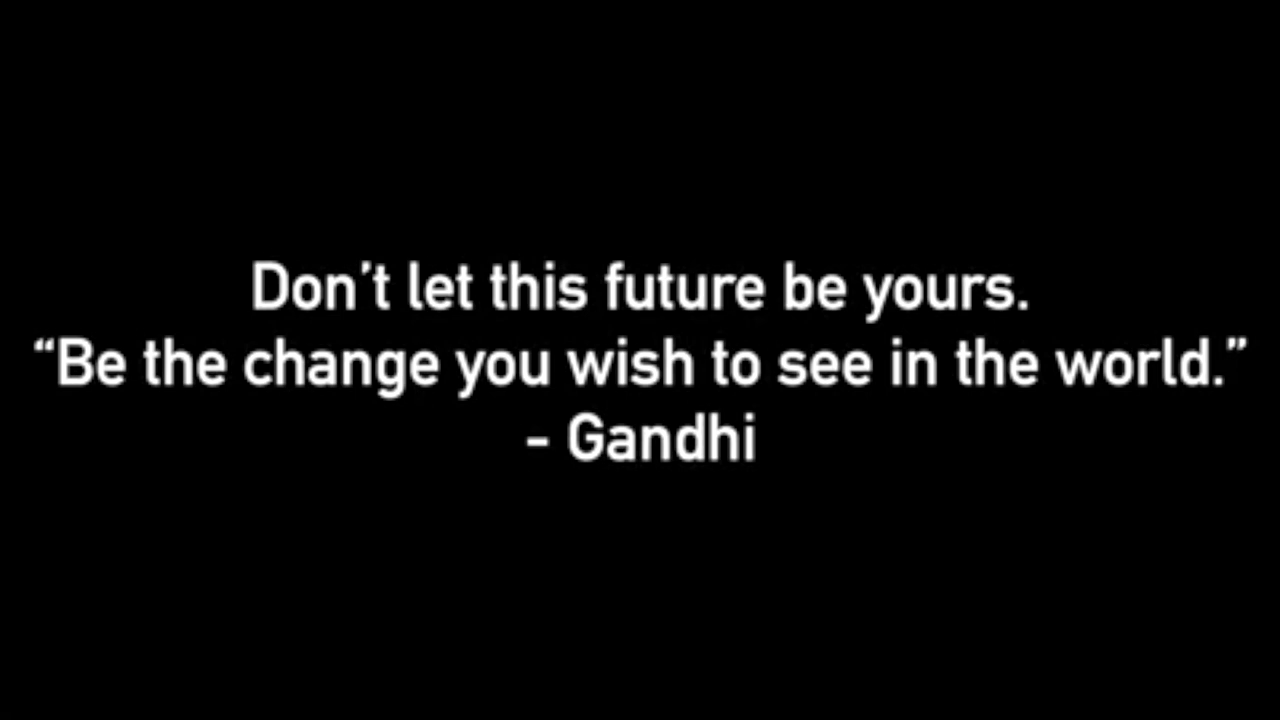 Don’t let this future be yours.
“Be the change you wish to see in the world.”
- Gandhi